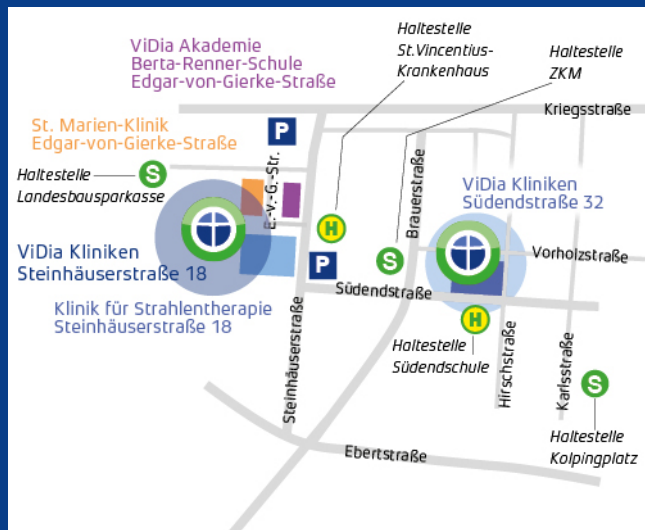 ViDia Akademie
Berta-Renner-Schule
Edgar-von-Gierke-Straße
Haltestelle
St.Vincentius-
Krankenhaus
Haltestelle
ZKM
Kriegsstraße
St. Marien-Klinik
Edgar-von-Gierke-Straße
P
E.-v.-G.-Str.
Haltestelle
Landesbausparkasse
S
Brauerstraße
ViDia Kliniken
Südendstraße 32
H
Vorholzstraße
ViDia Kliniken
Steinhäuserstraße 18
P
S
Südendstraße
Klinik für Strahlentherapie
Steinhäuserstraße 18
Steinhäuserstraße
H
Haltestelle
Südendschule
Hirschstraße
Karlsstraße
S
Haltestelle
Kolpingplatz
Ebertstraße